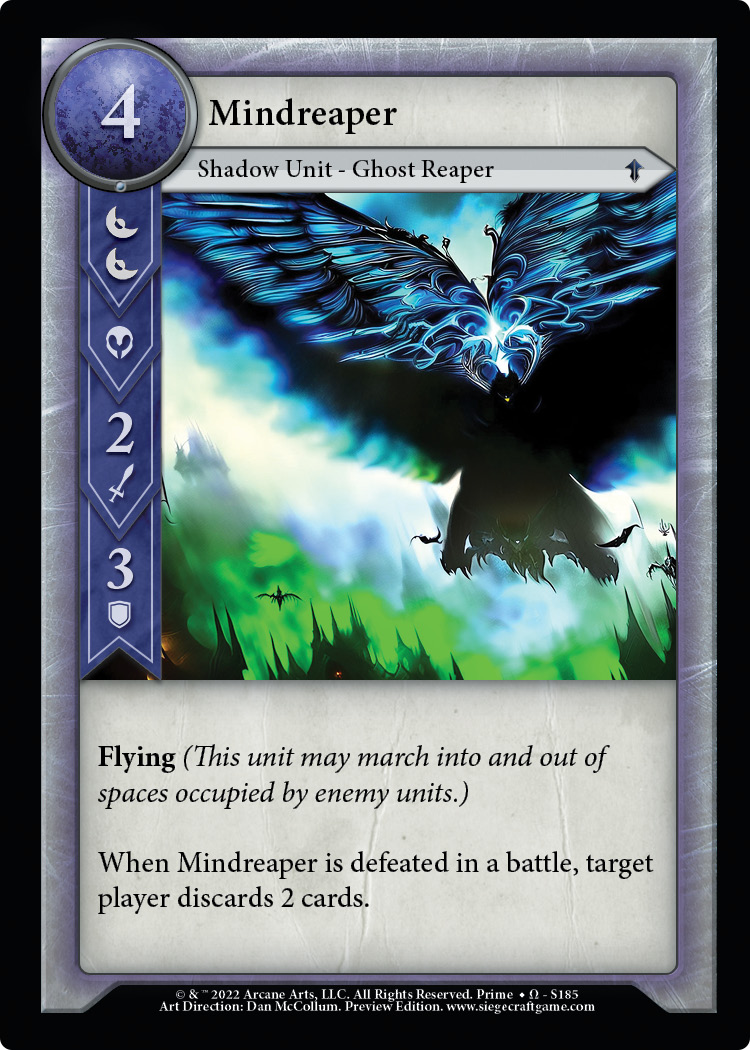 4
Mindreaper
Shadow Unit - Ghost Reaper
2
3
Flying (This unit may march into and out of
spaces occupied by enemy units.)
When Mindreaper is defeated in a battle, target
player discards 2 cards.
© & ™ 2022 Arcane Arts, LLC. All Rights Reserved. Prime ⬥ Ω - S185
Art Direction: Dan McCollum. Preview Edition. www.siegecraftgame.com